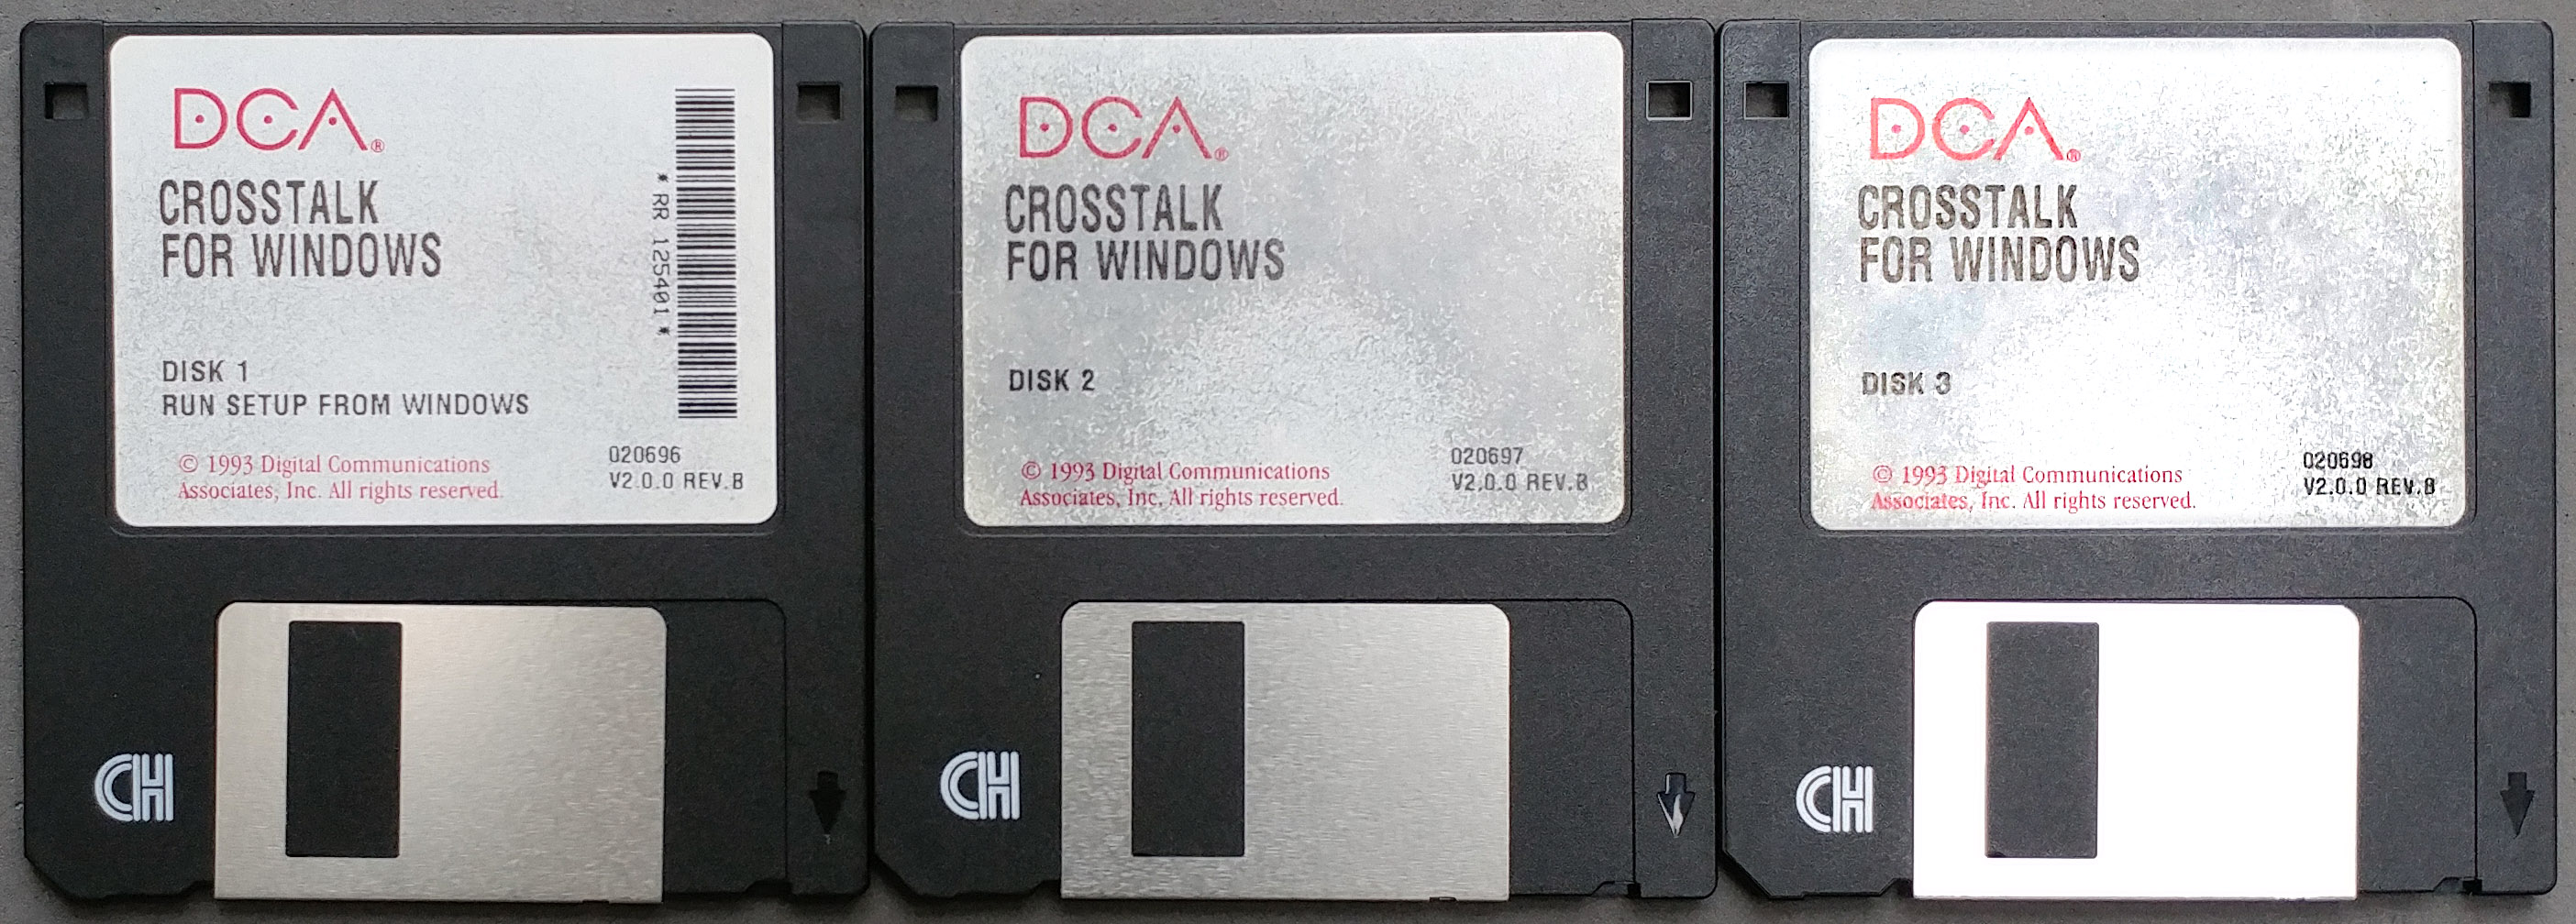 DCA®
CROSSTALK
FOR WINDOWS
* RR 125401 *
DISK 1
RUN SETUP FROM WINDOWS
© 1993 Digital Communications
Associates, Inc. All rights reserved.
020696
V2.0.0 REV.B
CH
DCA®
CROSSTALK
FOR WINDOWS
DISK 2
© 1993 Digital Communications
Associates, Inc. All rights reserved.
020697
V2.0.0 REV.B
CH
DCA®
CROSSTALK
FOR WINDOWS
DISK 3
© 1993 Digital Communications
Associates, Inc. All rights reserved.
020698
V2.0.0 REV.B
CH